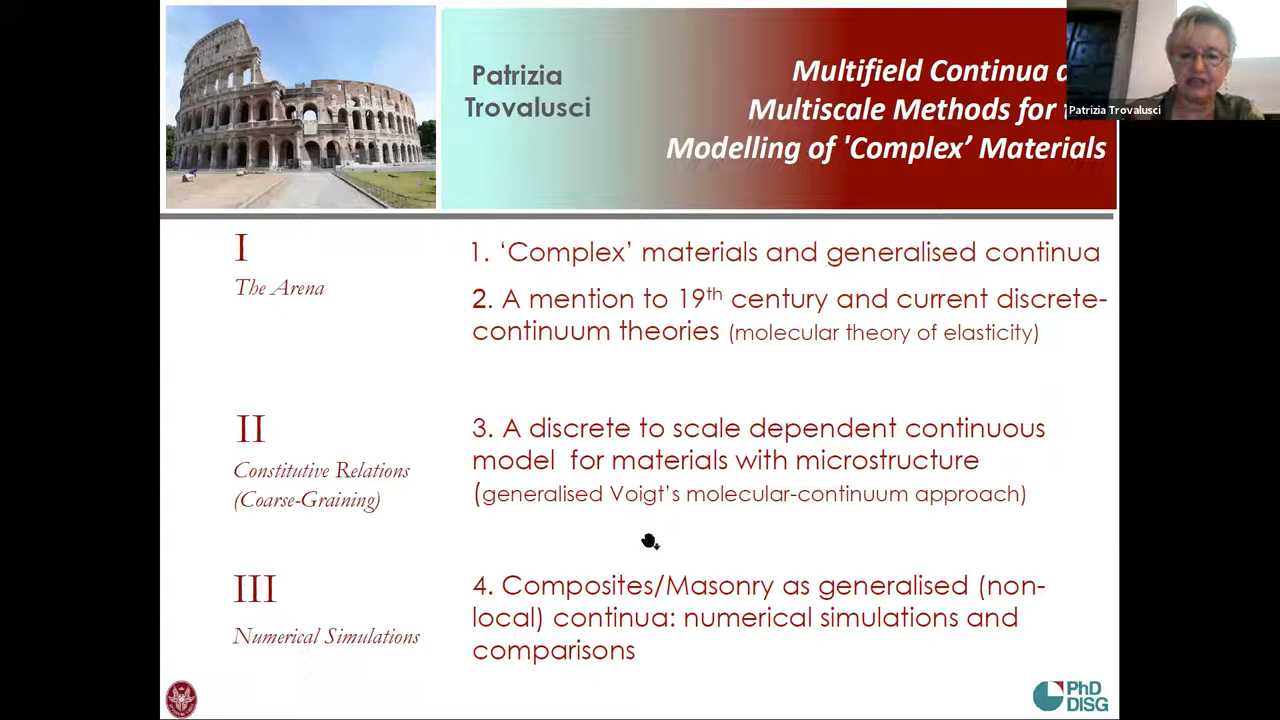 Patrizia
Trovalusci
Multifield Continua a
Multiscale Methods for
Modelling of 'Complex’ Materials
Patrizia Trovalusci
I
The Arena
1. ‘Complex’ materials and generalised continua
2. A mention to 19th century and current discrete-
continuum theories (molecular theory of elasticity)
II
Constitutive Relations
(Coarse-Graining)
3. A discrete to scale dependent continuous
model for materials with microstructure
(generalised Voigt’s molecular-continuum approach)
III
Numerical Simulations
4. Composites/Masonry as generalised (non-
local) continua: numerical simulations and
comparisons
PhD
DISG